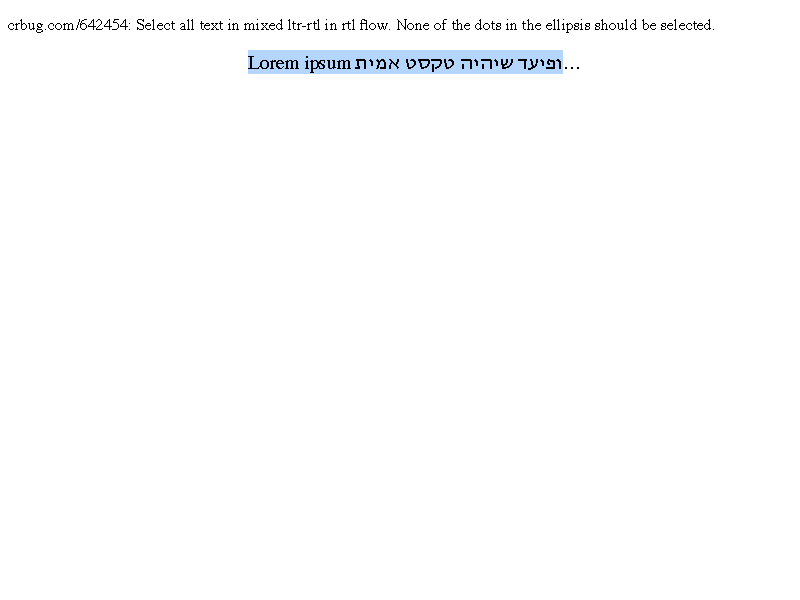 crbug.com/642454: Select all text in mixed ltr-rtl in rtl flow. None of the dots in the ellipsis should be selected.
Lorem ipsum ופיעד שיהיה טקסט אמית…